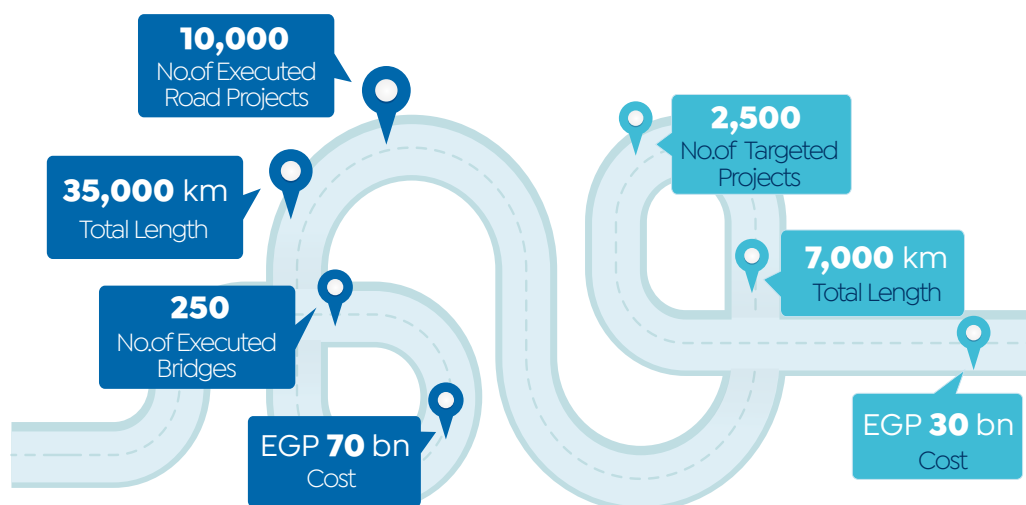 10,000
No.of Executed
Road Projects
35,000 km
Total Length
250
No.of Executed
Bridges
EGP 70 bn
Cost
2,500
No.of Targeted
Projects
7,000 km
Total Length
EGP 30 bn
Cost